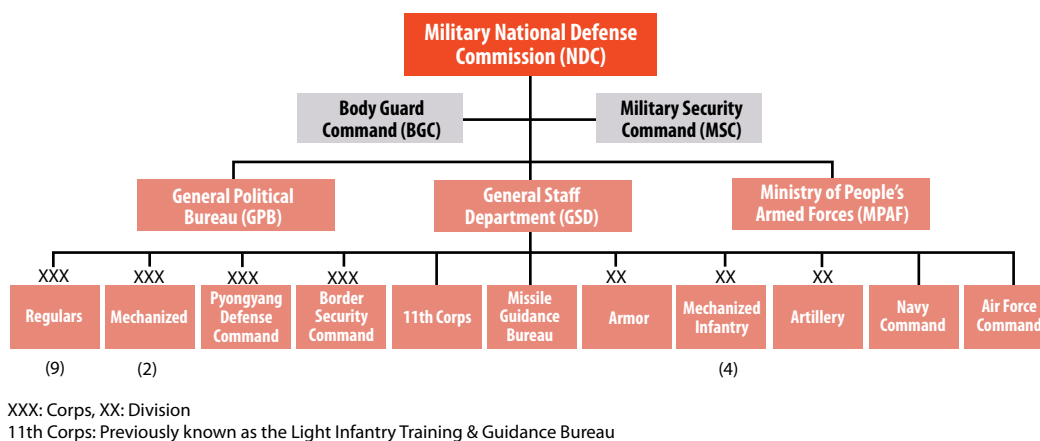 Military National Defense
Commission (NDC)
Body Guard
Command (BGC)
Military Security
Command (MSC)
General Political
Bureau (GPB)
General Staff
Department (GSD)
Ministry of People's
Armed Forces (MPAF)
XXX
XXX
XXX
XXX
XX
XX
XX
Regulars
Mechanized
Pyongyang
Defense
Command
Border
Security
Command
11th Corps
Missile
Guidance
Bureau
Armor
Mechanized
Infantry
Artillery
Navy
Command
Air Force
Command
(9)
(2)
(4)
XXX: Corps, XX: Division
11th Corps: Previously known as the Light Infantry Training & Guidance Bureau